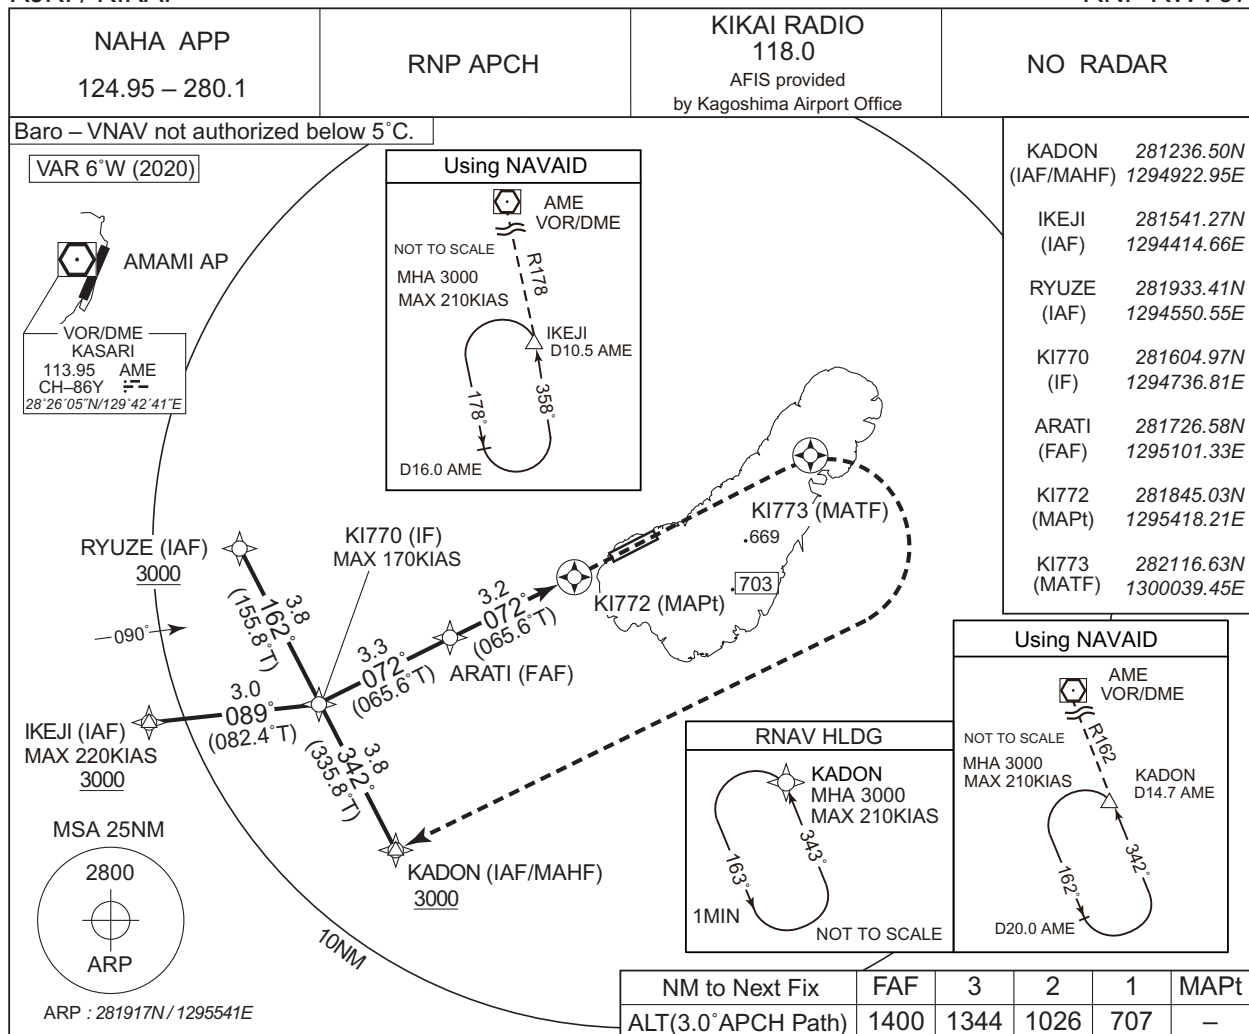 NAHA APP
124.95 – 280.1
RNP APCH
KIKAI RADIO
118.0
AFIS provided
by Kagoshima Airport Office
NO RADAR
Baro – VNAV not authorized below 5˚C.
VAR 6˚W (2020)
AMAMI AP
VOR/DME
KASARI
113.95 AME
CH–86Y
28˚26´05˝N/129˚42´41˝E
Using NAVAID
AME
VOR/DME
NOT TO SCALE
MHA 3000
MAX 210KIAS
R178
IKEJI
D10.5 AME
178˚
358˚
D16.0 AME
KADON 281236.50N
(IAF/MAHF) 1294922.95E
IKEJI 281541.27N
(IAF) 1294414.66E
RYUZE 281933.41N
(IAF) 1294550.55E
KI770 281604.97N
(IF) 1294736.81E
ARATI 281726.58N
(FAF) 1295101.33E
KI772 281845.03N
(MAPt) 1295418.21E
KI773 282116.63N
(MATF) 1300039.45E
KI773 (MATF)
669
703
KI772 (MAPt)
KI770 (IF)
MAX 170KIAS
RYUZE (IAF)
3000
3.8
162˚
(155.8˚T)
090˚
3.2
072˚
(065.6˚T)
3.3
072˚
(065.6˚T)
ARATI (FAF)
3.0
089˚
(082.4˚T)
IKEJI (IAF)
MAX 220KIAS
3000
3.8
342˚
(335.8˚T)
KADON (IAF/MAHF)
3000
MSA 25NM
2800
ARP
ARP : 281917N / 1295541E
10NM
RNAV HLDG
KADON
MHA 3000
MAX 210KIAS
163˚
343˚
1MIN
NOT TO SCALE
Using NAVAID
AME
VOR/DME
NOT TO SCALE
R162
MHA 3000
MAX 210KIAS
KADON
D14.7 AME
162˚
342˚
D20.0 AME
NM to Next Fix FAF 3 2 1 MAPt
ALT(3.0˚APCH Path) 1400 1344 1026 707 –